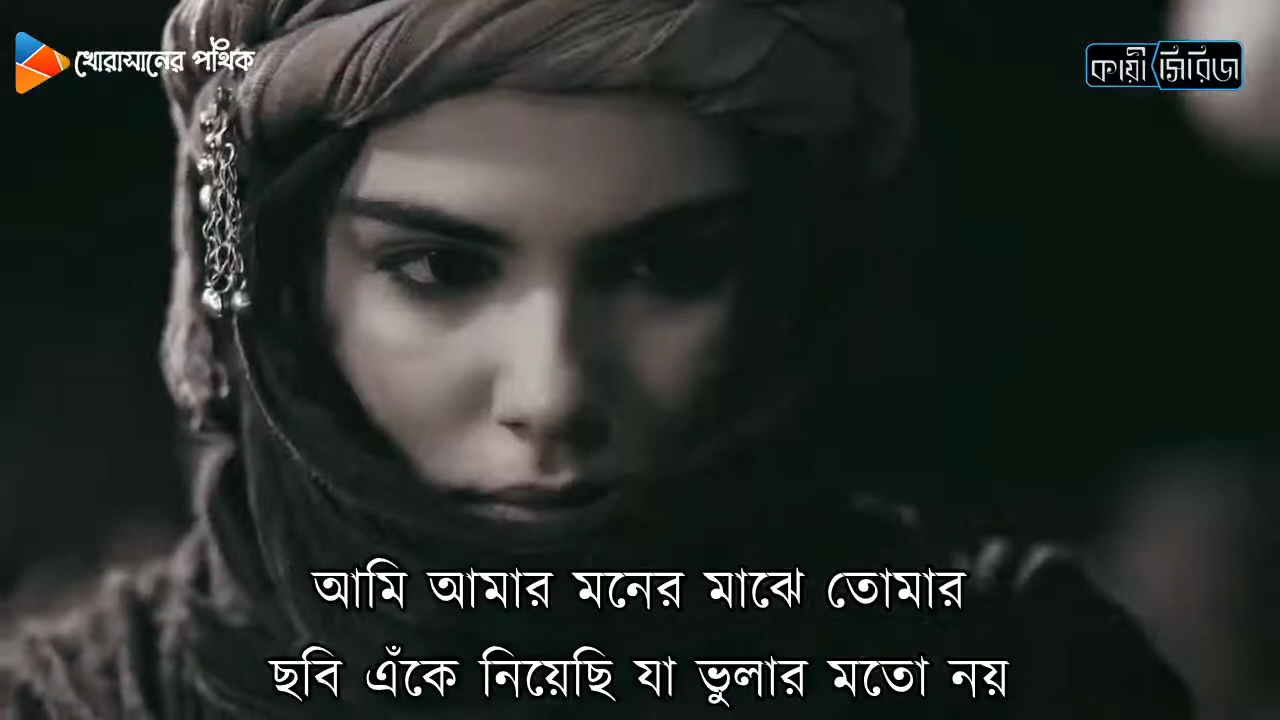 খোরাসানের পথিক
কায়ী সিরিজ
আমি আমার মনের মাঝে তোমার
ছবি এঁকে নিয়েছি যা ভুলার মতো নয়